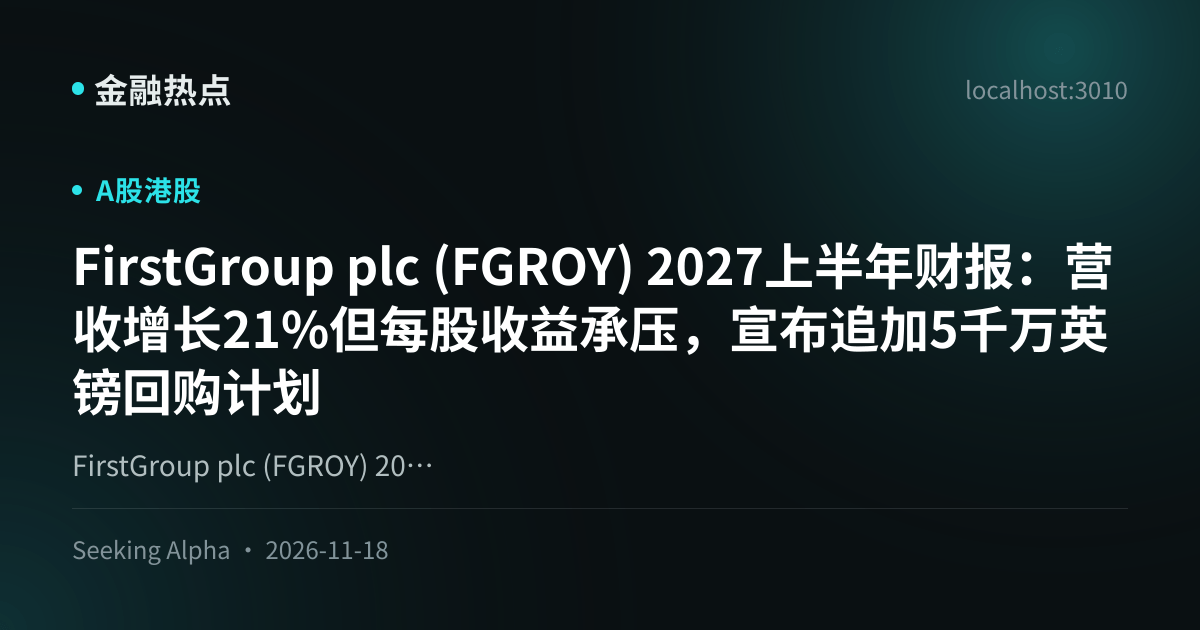 金融热点
localhost:3010
A股港股
FirstGroup plc (FGROY) 2027上半年财报：营
收增长21%但每股收益承压，宣布追加5千万英
镑回购计划
FirstGroup plc (FGROY) 20…
Seeking Alpha · 2026-11-18